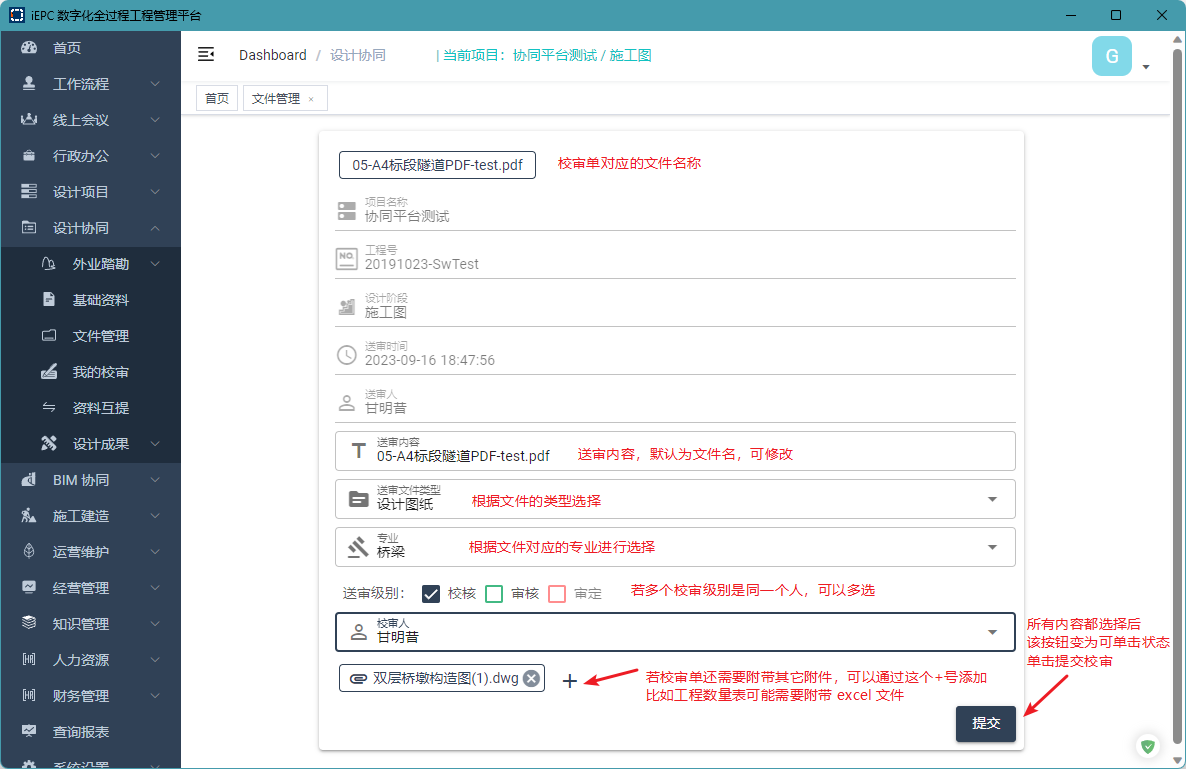 iEPC 数字化全过程工程管理平台
首页
工作流程
线上会议
行政办公
设计项目
设计协同
外业踏勘
基础资料
文件管理
我的校审
资料互提
设计成果
BIM 协同
施工建造
运营维护
经营管理
知识管理
人力资源
财务管理
查询报表
系统设置
Dashboard / 设计协同 | 当前项目：协同平台测试 / 施工图
G
首页 文件管理 ×
05-A4标段隧道PDF-test.pdf 校审单对应的文件名称
项目名称
协同平台测试
NO.
工程号
20191023-SwTest
设计阶段
施工图
送审时间
2023-09-16 18:47:56
送审人
甘明昔
送审内容
05-A4标段隧道PDF-test.pdf 送审内容，默认为文件名，可修改
送审文件类型
设计图纸 根据文件的类型选择
专业
桥梁 根据文件对应的专业进行选择
送审级别： 校核 审核 审定 若多个校审级别是同一个人，可以多选
校审人
甘明昔
所有内容都选择后
该按钮变为可单击状态
单击提交校审
双层桥墩构造图(1).dwg
若校审单还需要附带其它附件，可以通过这个+号添加
比如工程数量表可能需要附带 excel 文件
提交